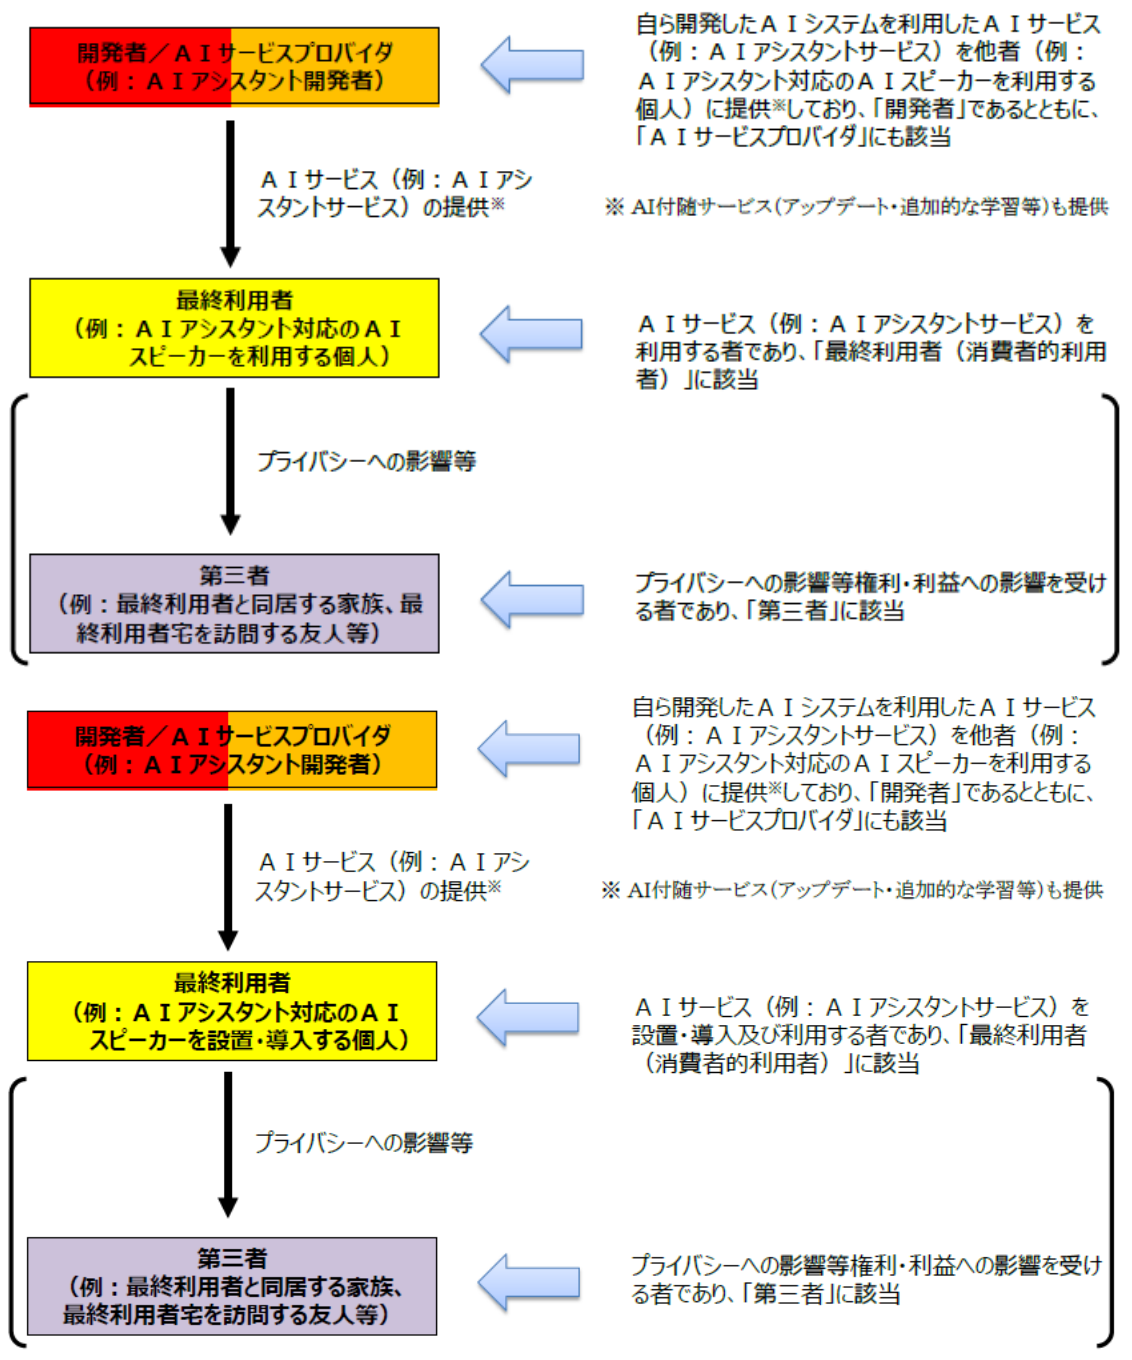 開発者／ＡＩサービスプロバイダ
（例：ＡＩアシスタント開発者）
自ら開発したＡＩシステムを利用したＡＩサービス
（例：ＡＩアシスタントサービス）を他者（例：
ＡＩアシスタント対応のＡＩスピーカーを利用する
個人）に提供※しており、「開発者」であるとともに、
「ＡＩサービスプロバイダ」にも該当
ＡＩサービス（例：ＡＩアシ
スタントサービス）の提供※
※ AI付随サービス(アップデート・追加的な学習等)も提供
最終利用者
（例：ＡＩアシスタント対応のＡＩ
スピーカーを利用する個人）
ＡＩサービス（例：ＡＩアシスタントサービス）を
利用する者であり、「最終利用者（消費者的利用
者）」に該当
プライバシーへの影響等
第三者
（例：最終利用者と同居する家族、最
終利用者宅を訪問する友人等）
プライバシーへの影響等権利・利益への影響を受け
る者であり、「第三者」に該当
開発者／ＡＩサービスプロバイダ
（例：ＡＩアシスタント開発者）
自ら開発したＡＩシステムを利用したＡＩサービス
（例：ＡＩアシスタントサービス）を他者（例：
ＡＩアシスタント対応のＡＩスピーカーを利用する
個人）に提供※しており、「開発者」であるとともに、
「ＡＩサービスプロバイダ」にも該当
ＡＩサービス（例：ＡＩアシ
スタントサービス）の提供※
※ AI付随サービス(アップデート・追加的な学習等)も提供
最終利用者
（例：ＡＩアシスタント対応のＡＩ
スピーカーを設置・導入する個人）
ＡＩサービス（例：ＡＩアシスタントサービス）を
設置・導入及び利用する者であり、「最終利用者
（消費者的利用者）」に該当
プライバシーへの影響等
第三者
（例：最終利用者と同居する家族、
最終利用者宅を訪問する友人等）
プライバシーへの影響等権利・利益への影響を受け
る者であり、「第三者」に該当